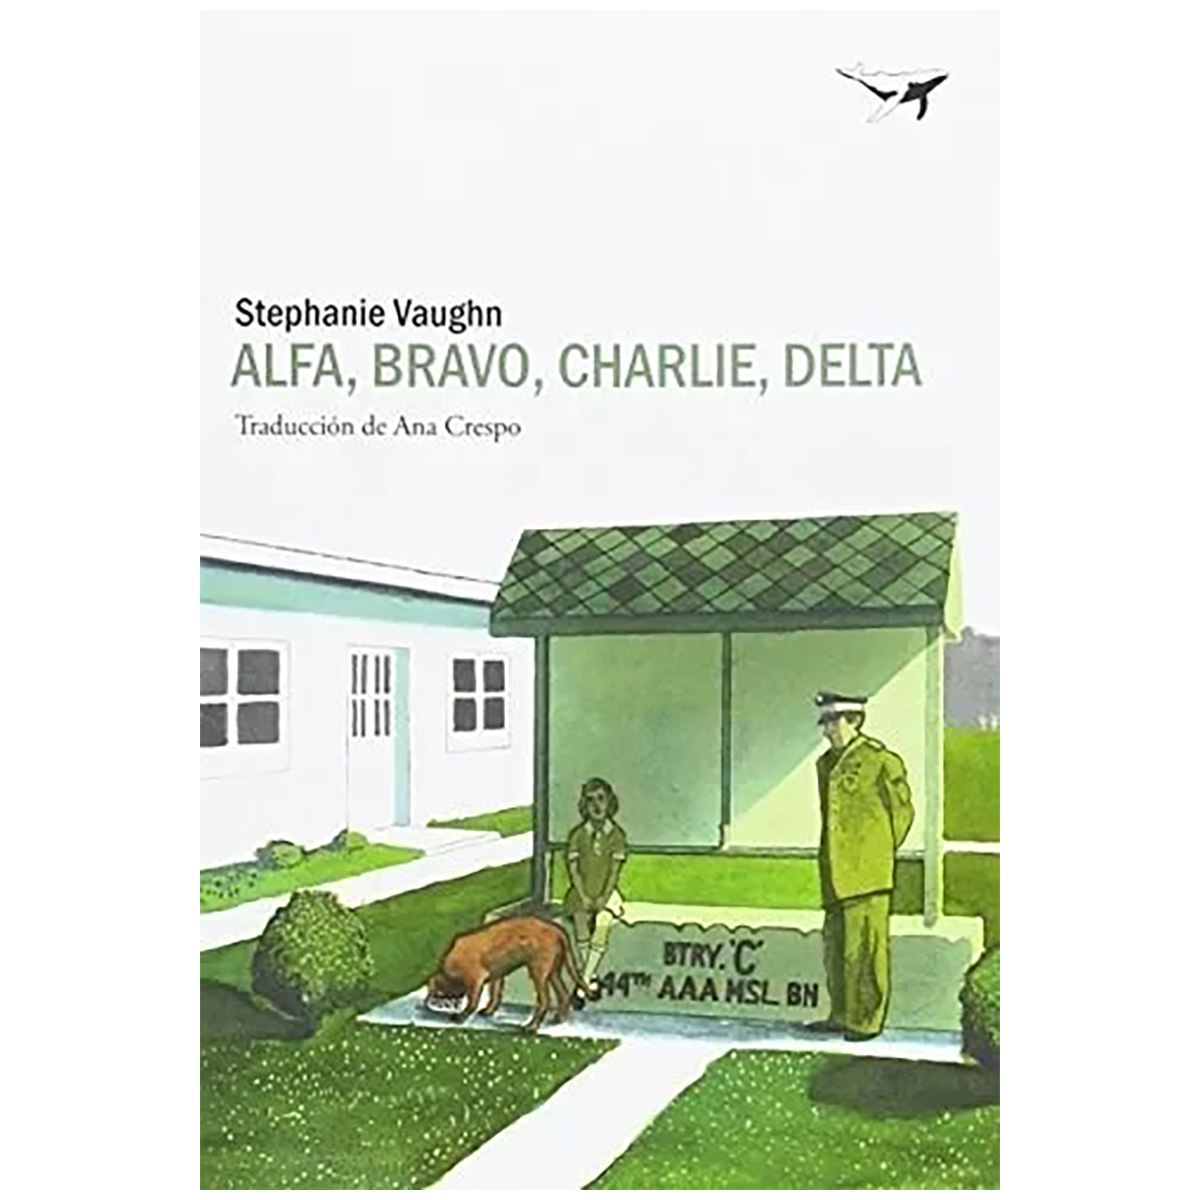 Stephanie Vaughn
ALFA, BRAVO, CHARLIE, DELTA
Traducción de Ana Crespo
BTRY. "C"
44TH AAA MSL BN